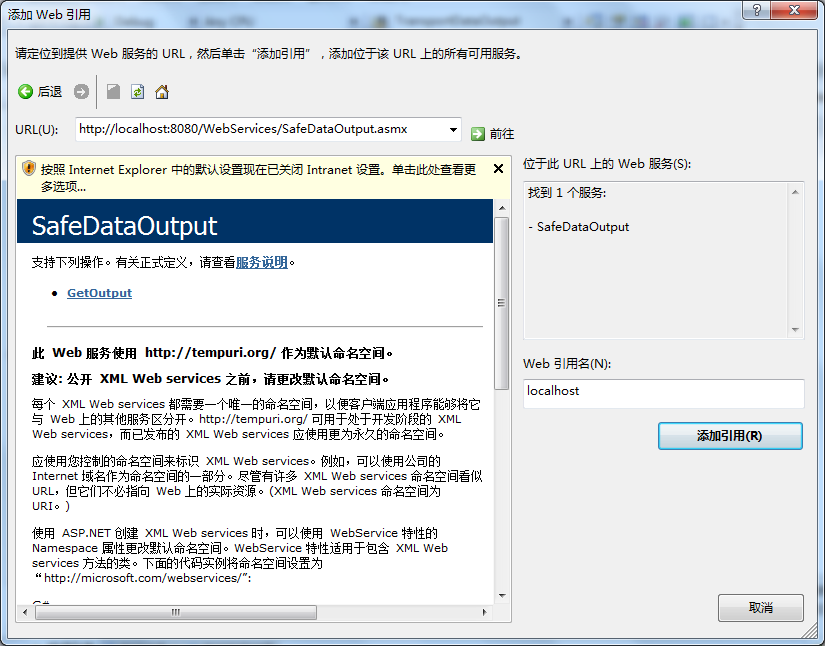 添加 Web 引用
请定位到提供 Web 服务的 URL，然后单击“添加引用”，添加位于该 URL 上的所有可用服务。
后退
URL(U):
http://localhost:8080/WebServices/SafeDataOutput.asmx
前往
按照 Internet Explorer 中的默认设置现在已关闭 Intranet 设置。单击此处查看更
多选项...
SafeDataOutput
支持下列操作。有关正式定义，请查看服务说明。
GetOutput
此 Web 服务使用 http://tempuri.org/ 作为默认命名空间。
建议: 公开 XML Web services 之前，请更改默认命名空间。
每个 XML Web services 都需要一个唯一的命名空间，以便客户端应用程序能够将它
与 Web 上的其他服务区分开。http://tempuri.org/ 可用于处于开发阶段的 XML
Web services，而已发布的 XML Web services 应使用更为永久的命名空间。
应使用您控制的命名空间来标识 XML Web services。例如，可以使用公司的
Internet 域名作为命名空间的一部分。尽管有许多 XML Web services 命名空间看似
URL，但它们不必指向 Web 上的实际资源。(XML Web services 命名空间为
URI。)
使用 ASP.NET 创建 XML Web services 时，可以使用 WebService 特性的
Namespace 属性更改默认命名空间。WebService 特性适用于包含 XML Web
services 方法的类。下面的代码实例将命名空间设置为
“http://microsoft.com/webservices/”:
C#
位于此 URL 上的 Web 服务(S):
找到 1 个服务:
- SafeDataOutput
Web 引用名(N):
localhost
添加引用(R)
取消